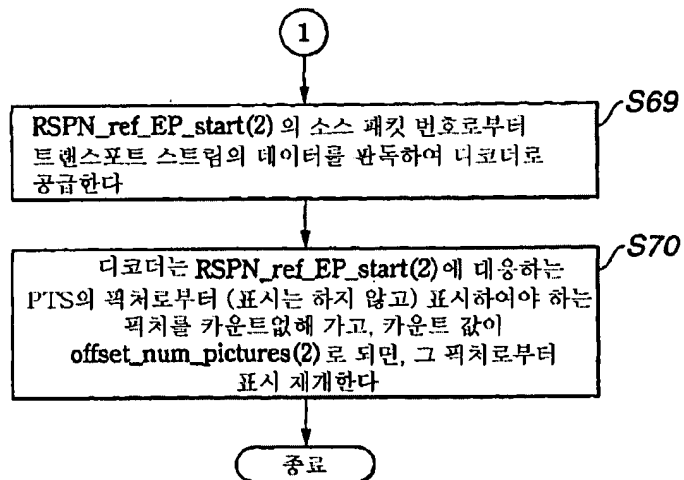 1
S69
RSPN_ref_EP_start(2) 의 소스 패킷 번호로부터
트랜스포트 스트림의 데이터를 판독하여 디코더로
공급한다
S70
디코더는 RSPN_ref_EP_start(2) 에 대응하는
PTS의 픽처로부터 (표시는 하지 않고) 표시하여야 하는
픽처를 카운트없해 가고, 카운트 값이
offset_num_pictures(2) 로 되면, 그 픽처로부터
표시 재개한다
종료